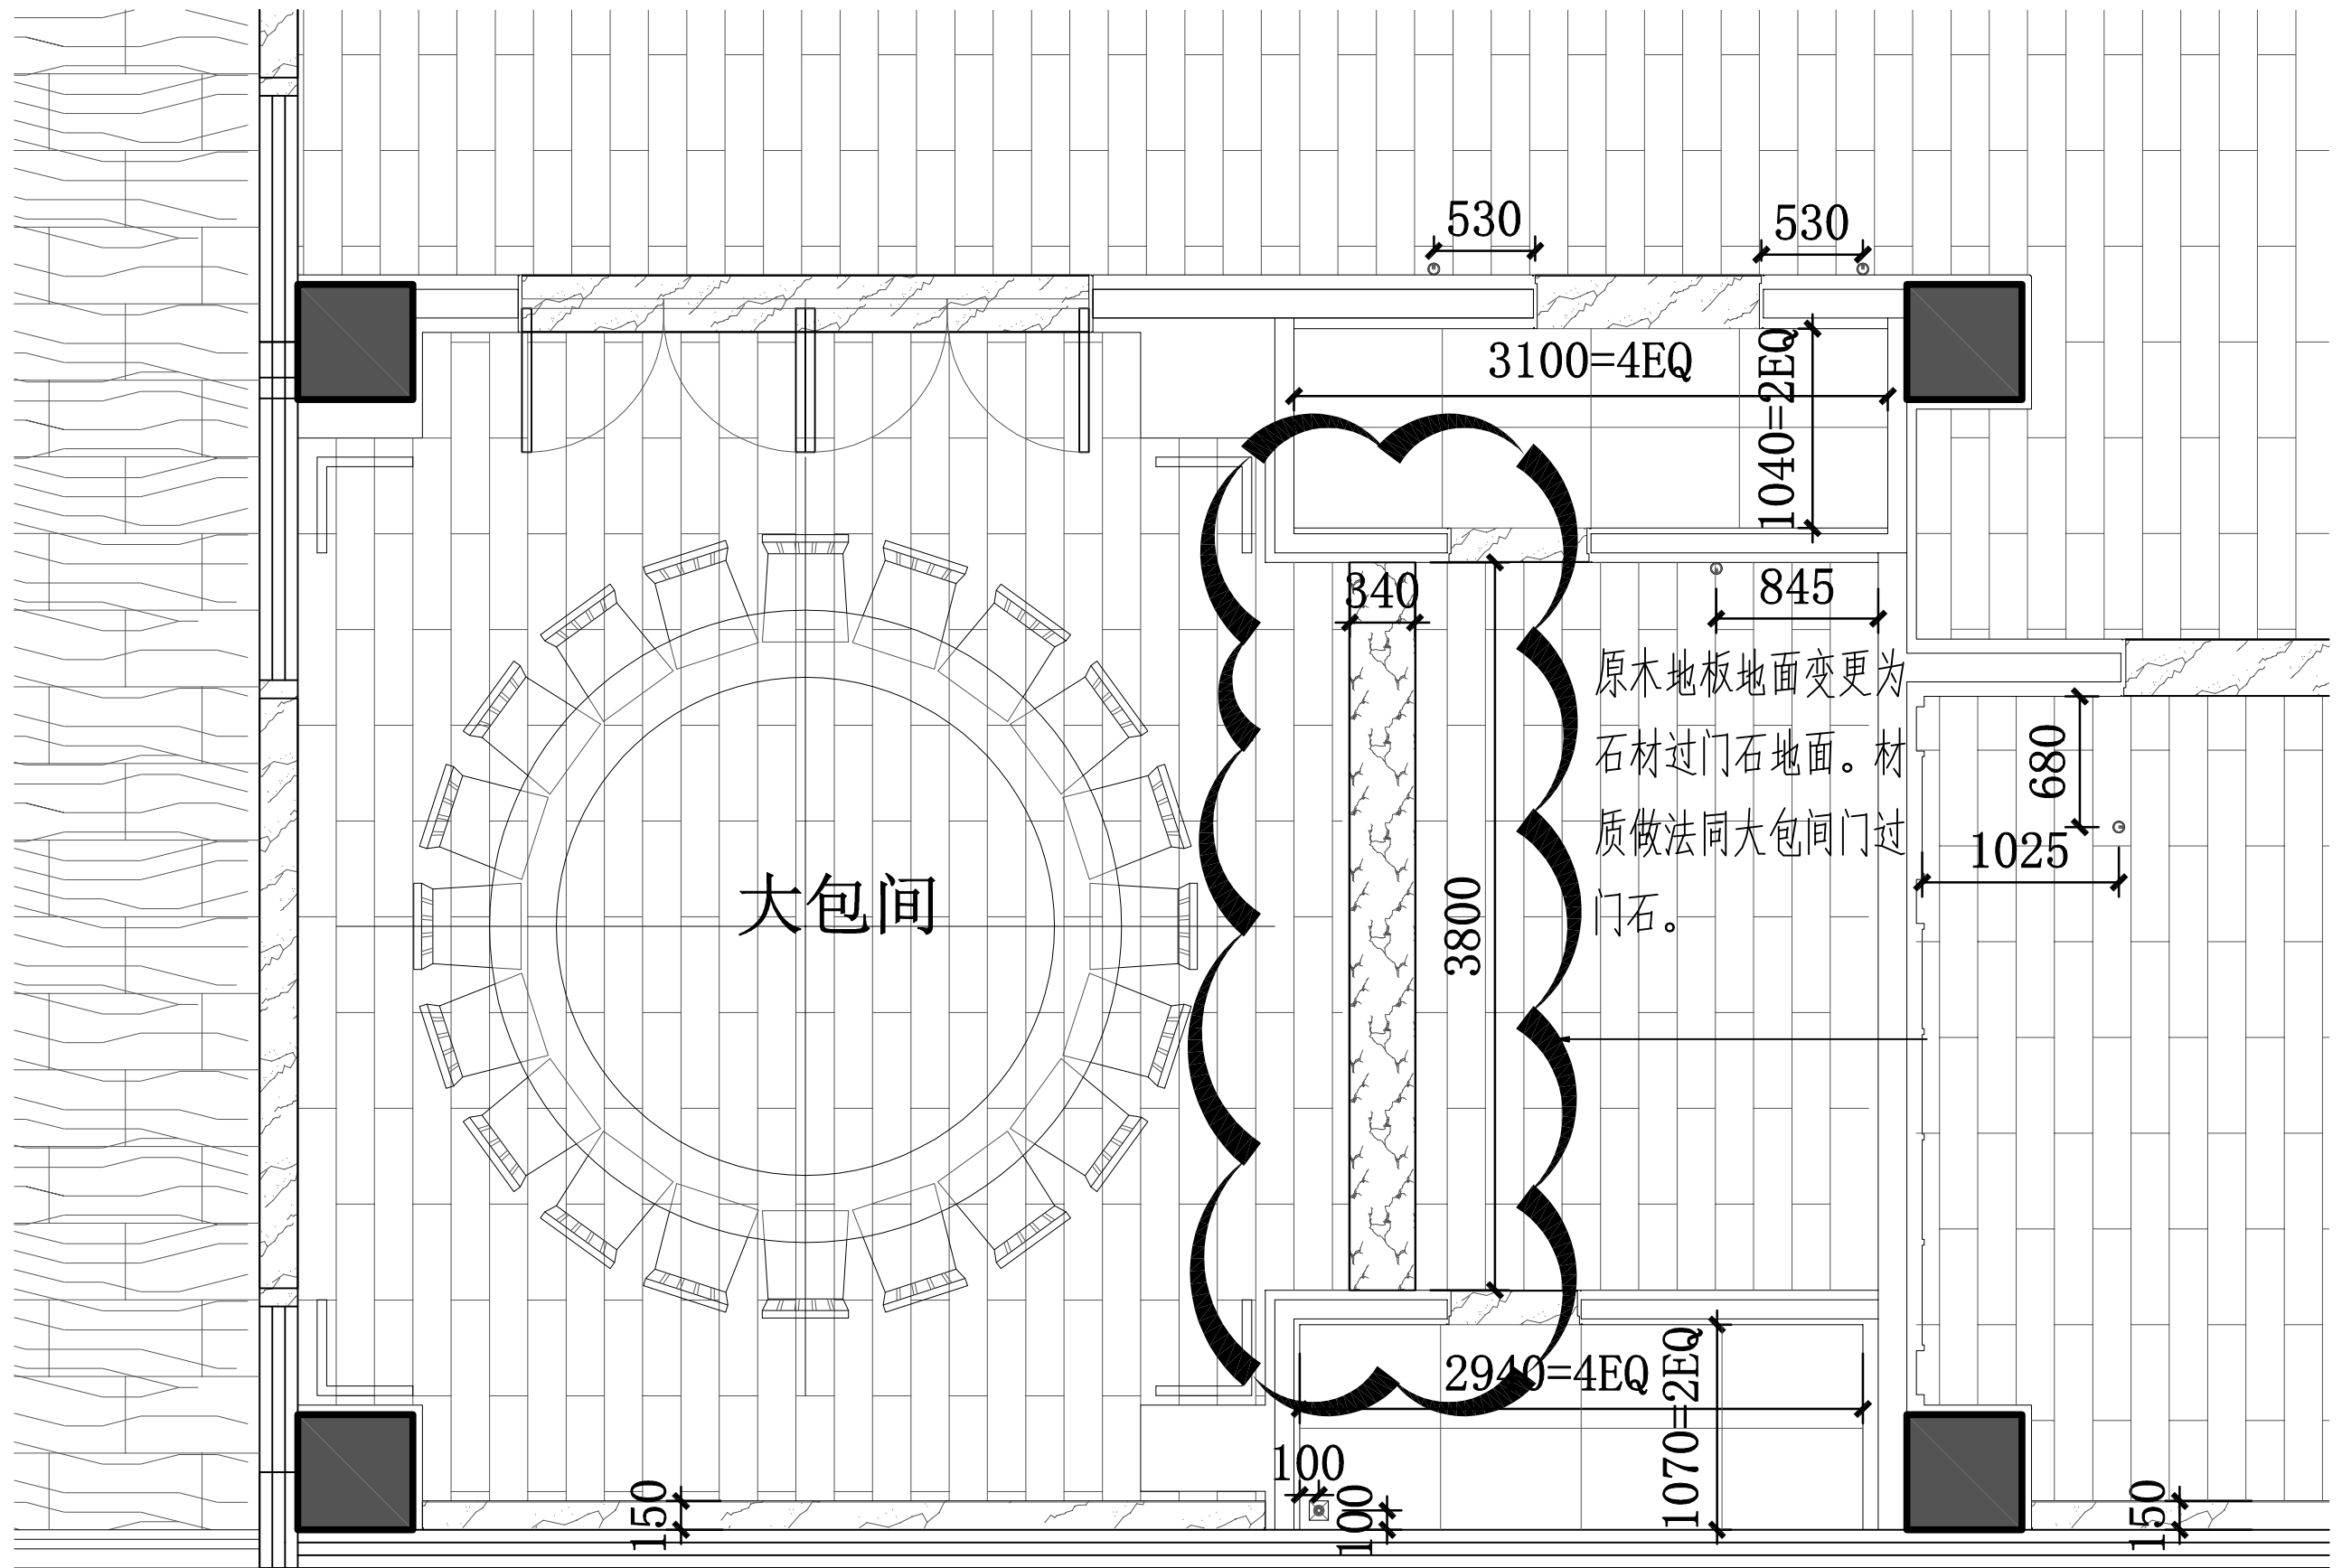 530
530
3100=4EQ
1040=2EQ
340
845
原木地板地面变更为
石材过门石地面。材
质做法同大包间门过
门石。
680
1025
大包间
3800
2940=4EQ
1070=2EQ
100
100
150
150